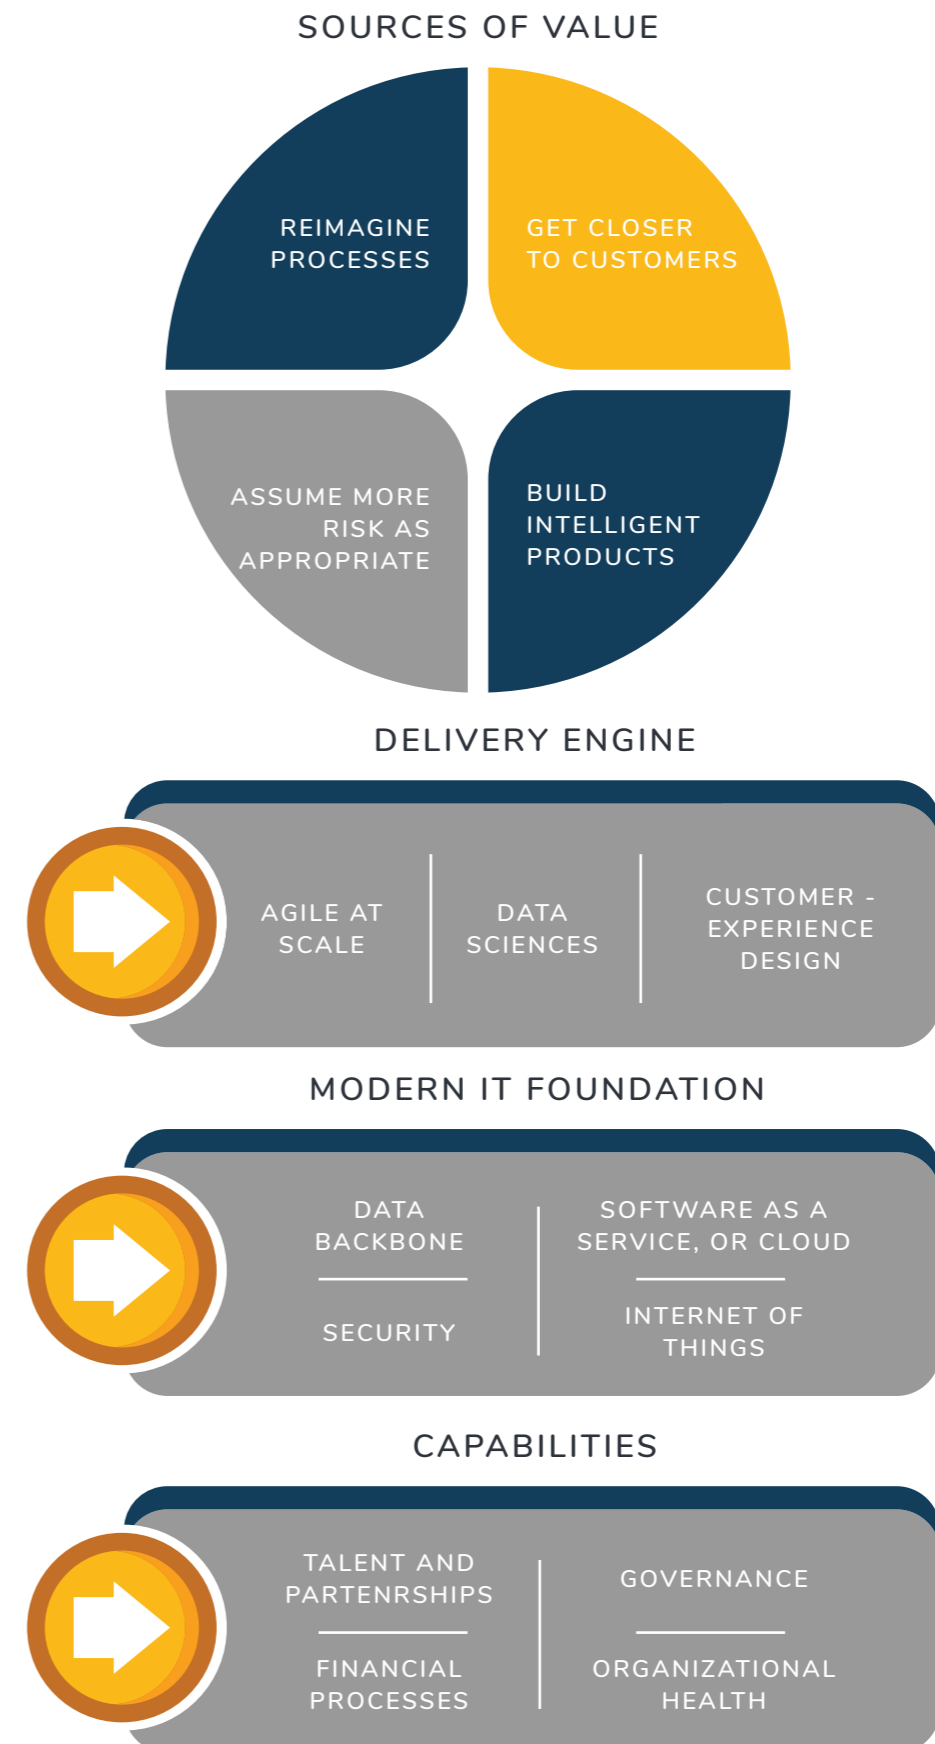 SOURCES OF VALUE
REIMAGINE
PROCESSES
GET CLOSER
TO CUSTOMERS
ASSUME MORE
RISK AS
APPROPRIATE
BUILD
INTELLIGENT
PRODUCTS
DELIVERY ENGINE
AGILE AT
SCALE
DATA
SCIENCES
CUSTOMER -
EXPERIENCE
DESIGN
MODERN IT FOUNDATION
DATA
BACKBONE
SOFTWARE AS A
SERVICE, OR CLOUD
SECURITY
INTERNET OF
THINGS
CAPABILITIES
TALENT AND
PARTENRSHIPS
GOVERNANCE
FINANCIAL
PROCESSES
ORGANIZATIONAL
HEALTH